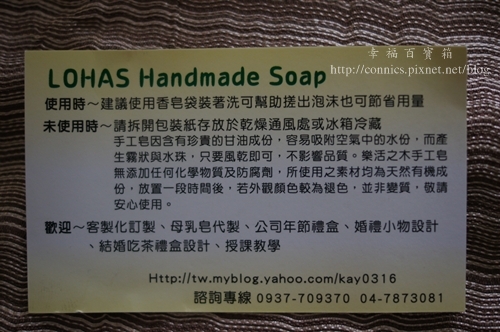 幸福百寶箱
http://connics.pixnet.net/blog
LOHAS Handmade Soap
使用時～建議使用香皂袋裝著洗可幫助搓出泡沫也可節省用量
未使用時～請拆開包裝紙存放於乾燥通風處或冰箱冷藏
手工皂因含有珍貴的甘油成份，容易吸附空氣中的水份，而產
生霧狀與水珠，只要風乾即可，不影響品質。樂活之木手工皂
無添加任何化學物質及防腐劑，所使用之素材均為天然有機成
份，放置一段時間後，若外觀顏色較為褪色，並非變質，敬請
安心使用。
歡迎～客製化訂製、母乳皂代製、公司年節禮盒、婚禮小物設計
、結婚吃茶禮盒設計、授課教學
Http://tw.myblog.yahoo.com/kay0316
諮詢專線 0937-709370 04-7873081